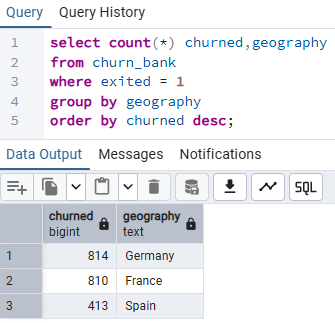 Query Query History
1 select count(*) churned,geography
2 from churn_bank
3 where exited = 1
4 group by geography
5 order by churned desc;
Data Output Messages Notifications
SQL
churned bigint geography text
1 814 Germany
2 810 France
3 413 Spain